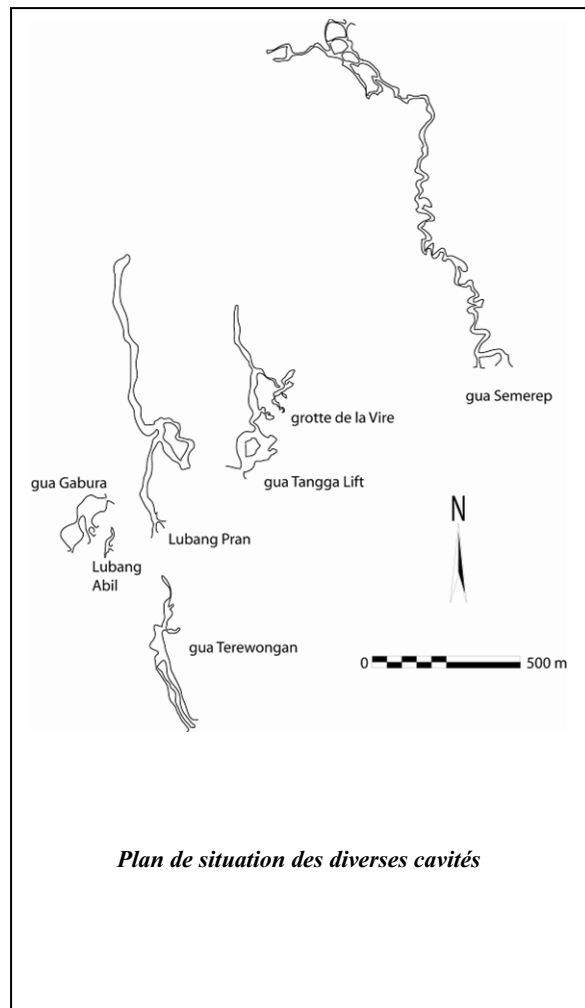 gua Semerep
grotte de la Vire
gua Tangga Lift
gua Gabura
Lubang Pran
Lubang
Abil
N
gua Terewongan
0 500 m
Plan de situation des diverses cavités